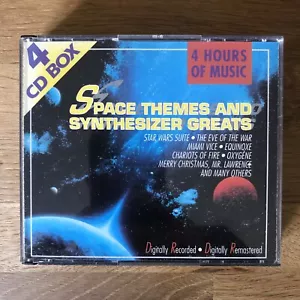 4
CD BOX
4 HOURS
OF MUSIC
SPACE THEMES AND
SYNTHESIZER GREATS
STAR WARS SUITE • THE EVE OF THE WAR
MIAMI VICE • EQUINOXE
CHARIOTS OF FIRE • OXYGENE
MERRY CHRISTMAS, MR. LAWRENCE
AND MANY OTHERS
Digitally Recorded • Digitally Remastered